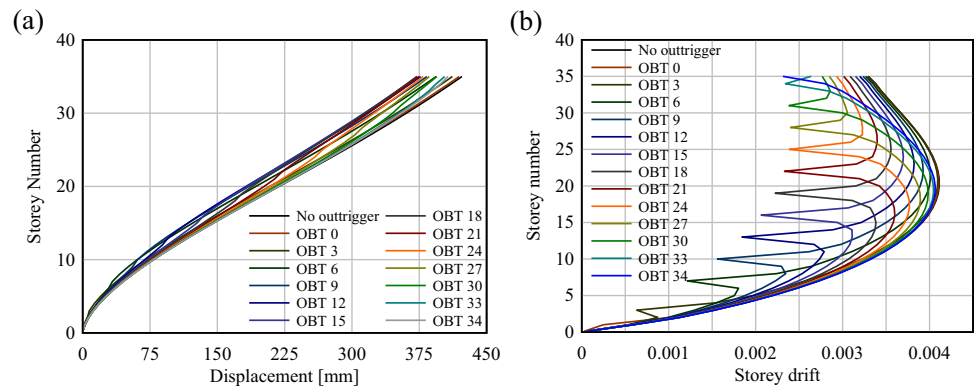 (a)
Storey Number
40
30
20
10
0
0 75 150 225 300 375 450
Displacement [mm]
No outtrigger
OBT 0
OBT 3
OBT 6
OBT 9
OBT 12
OBT 15
OBT 18
OBT 21
OBT 24
OBT 27
OBT 30
OBT 33
OBT 34
(b)
Storey number
40
35
30
25
20
15
10
5
0
0 0.001 0.002 0.003 0.004
Storey drift
No outtrigger
OBT 0
OBT 3
OBT 6
OBT 9
OBT 12
OBT 15
OBT 18
OBT 21
OBT 24
OBT 27
OBT 30
OBT 33
OBT 34